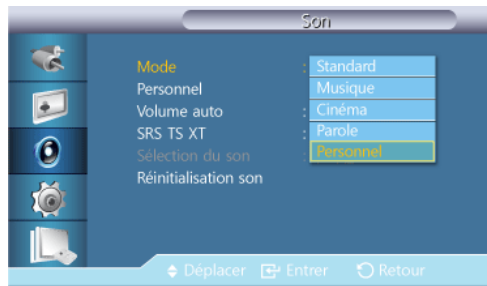 Son
Mode : Standard
Personnel Musique
Volume auto : Cinéma
SRS TS XT : Parole
Sélection du son : Personnel
Réinitialisation son
Déplacer Entrer Retour